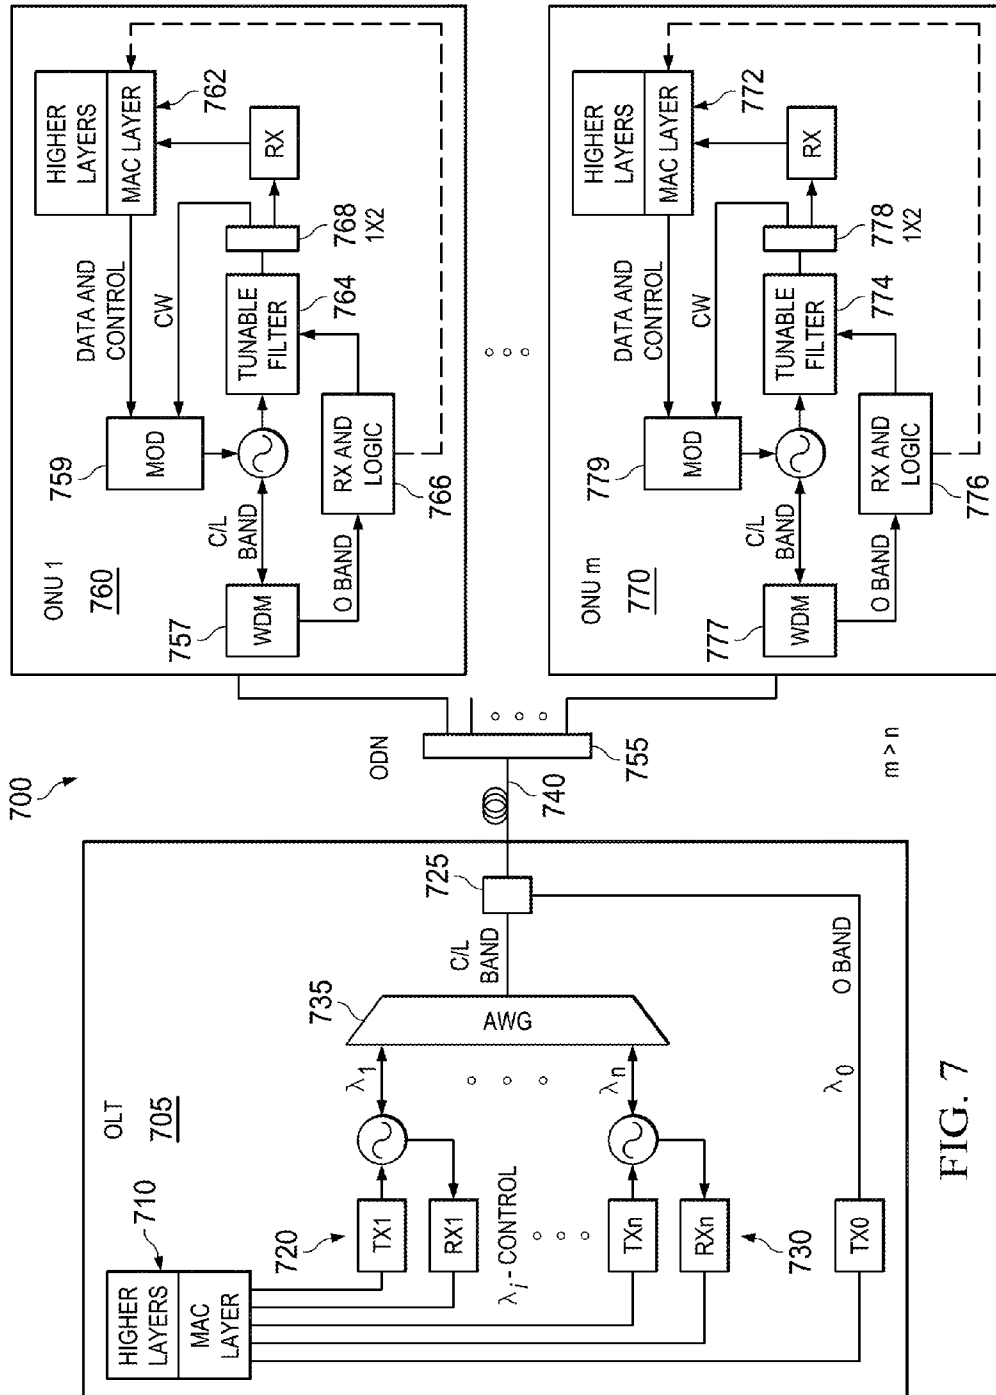 700
OLT
705
710
HIGHER
LAYERS
MAC
LAYER
720
TX1
RX1
λi - CONTROL
TXn
RXn
730
TX0
λ1
λn
λ0
735
AWG
C/L
BAND
725
O BAND
740
ODN
755
m > n
ONU 1
760
757
WDM
C/L
BAND
O BAND
759
MOD
DATA AND
CONTROL
CW
TUNABLE
FILTER
764
RX AND
LOGIC
766
768
1X2
RX
HIGHER
LAYERS
MAC LAYER
762
ONU m
770
777
WDM
C/L
BAND
O BAND
779
MOD
DATA AND
CONTROL
CW
TUNABLE
FILTER
774
RX AND
LOGIC
776
778
1X2
RX
HIGHER
LAYERS
MAC LAYER
772
FIG. 7